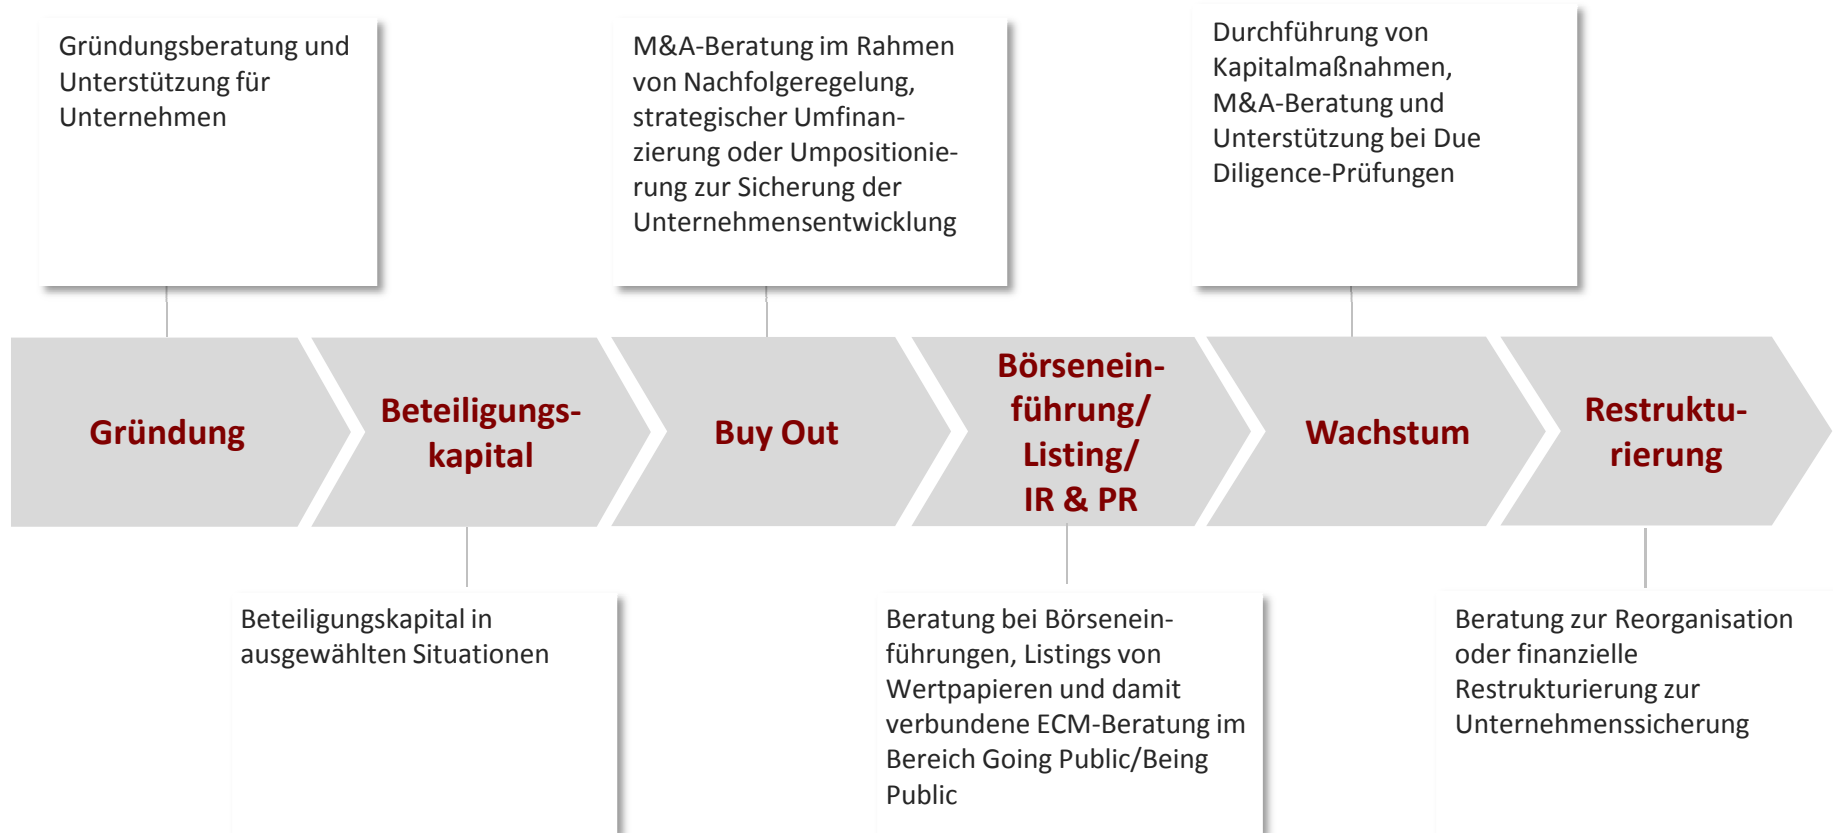 Gründungsberatung und
Unterstützung für
Unternehmen
M&A-Beratung im Rahmen
von Nachfolgeregelung,
strategischer Umfinan-
zierung oder Umpositionie-
rung zur Sicherung der
Unternehmensentwicklung
Durchführung von
Kapitalmaßnahmen,
M&A-Beratung und
Unterstützung bei Due
Diligence-Prüfungen
Gründung
Beteiligungs-
kapital
Buy Out
Börsenein-
führung/
Listing/
IR & PR
Wachstum
Restruktu-
rierung
Beteiligungskapital in
ausgewählten Situationen
Beratung bei Börsenein-
führungen, Listings von
Wertpapieren und damit
verbundene ECM-Beratung im
Bereich Going Public/Being
Public
Beratung zur Reorganisation
oder finanzielle
Restrukturierung zur
Unternehmenssicherung